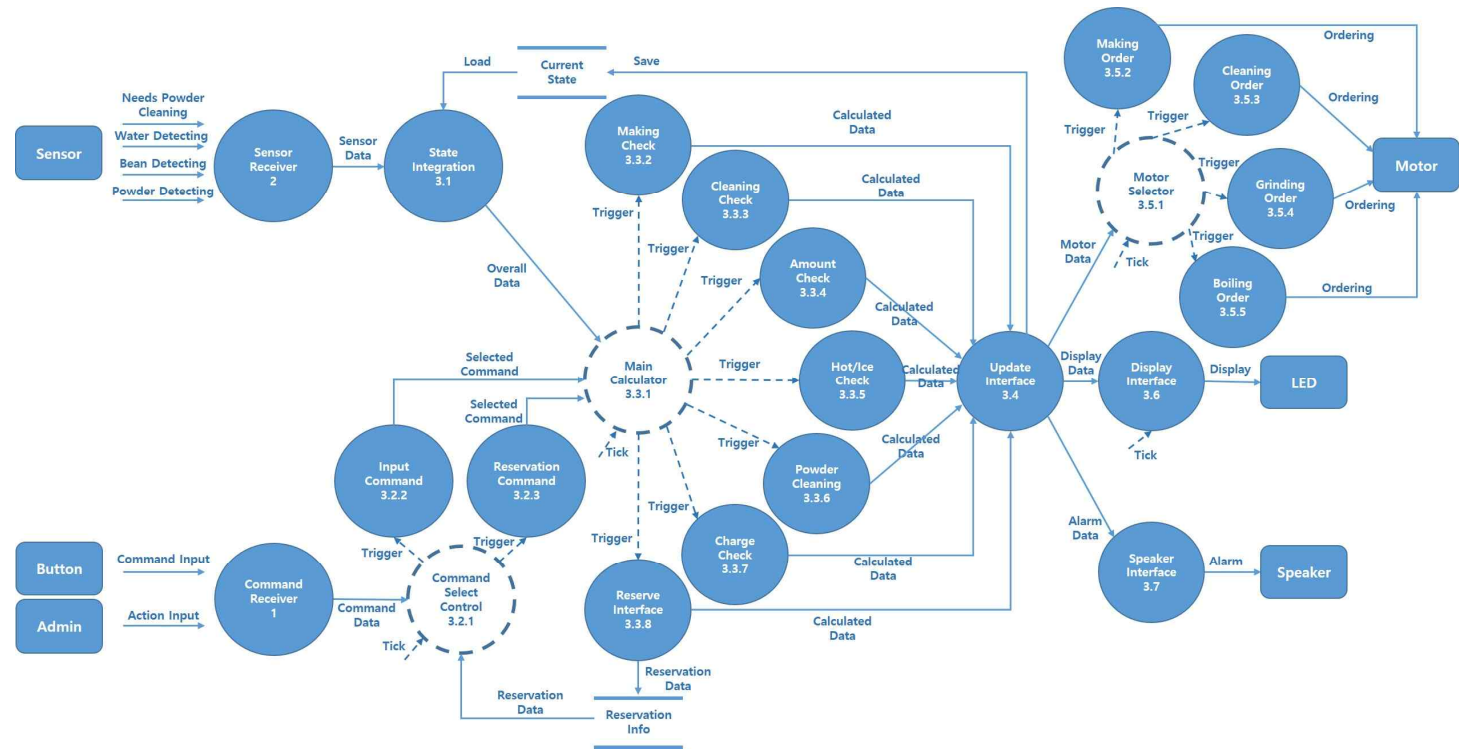 Sensor
Needs Powder
Cleaning
Water Detecting
Bean Detecting
Powder Detecting
Sensor
Receiver
2
Sensor
Data
State
Integration
3.1
Load
Current
State
Save
Overall
Data
Making
Check
3.3.2
Calculated
Data
Trigger
Cleaning
Check
3.3.3
Calculated
Data
Trigger
Amount
Check
3.3.4
Calculated
Data
Trigger
Main
Calculator
3.3.1
Tick
Trigger
Hot/Ice
Check
3.3.5
Calculated
Data
Trigger
Powder
Cleaning
3.3.6
Calculated
Data
Trigger
Charge
Check
3.3.7
Calculated
Data
Trigger
Reserve
Interface
3.3.8
Calculated
Data
Reservation
Data
Reservation
Info
Reservation
Data
Selected
Command
Selected
Command
Input
Command
3.2.2
Reservation
Command
3.2.3
Trigger
Trigger
Button
Command Input
Admin
Action Input
Command
Receiver
1
Command
Data
Command
Select
Control
3.2.1
Tick
Update
Interface
3.4
Motor
Data
Motor
Selector
3.5.1
Tick
Trigger
Making
Order
3.5.2
Ordering
Trigger
Cleaning
Order
3.5.3
Ordering
Trigger
Grinding
Order
3.5.4
Ordering
Trigger
Boiling
Order
3.5.5
Ordering
Motor
Display
Data
Display
Interface
3.6
Tick
Display
LED
Alarm
Data
Speaker
Interface
3.7
Alarm
Speaker